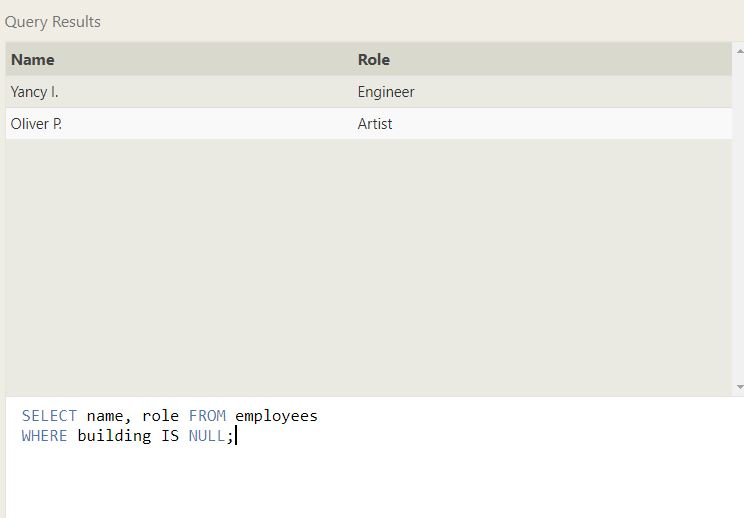 Query Results
Name Role
Yancy I. Engineer
Oliver P. Artist
SELECT name, role FROM employees
WHERE building IS NULL;